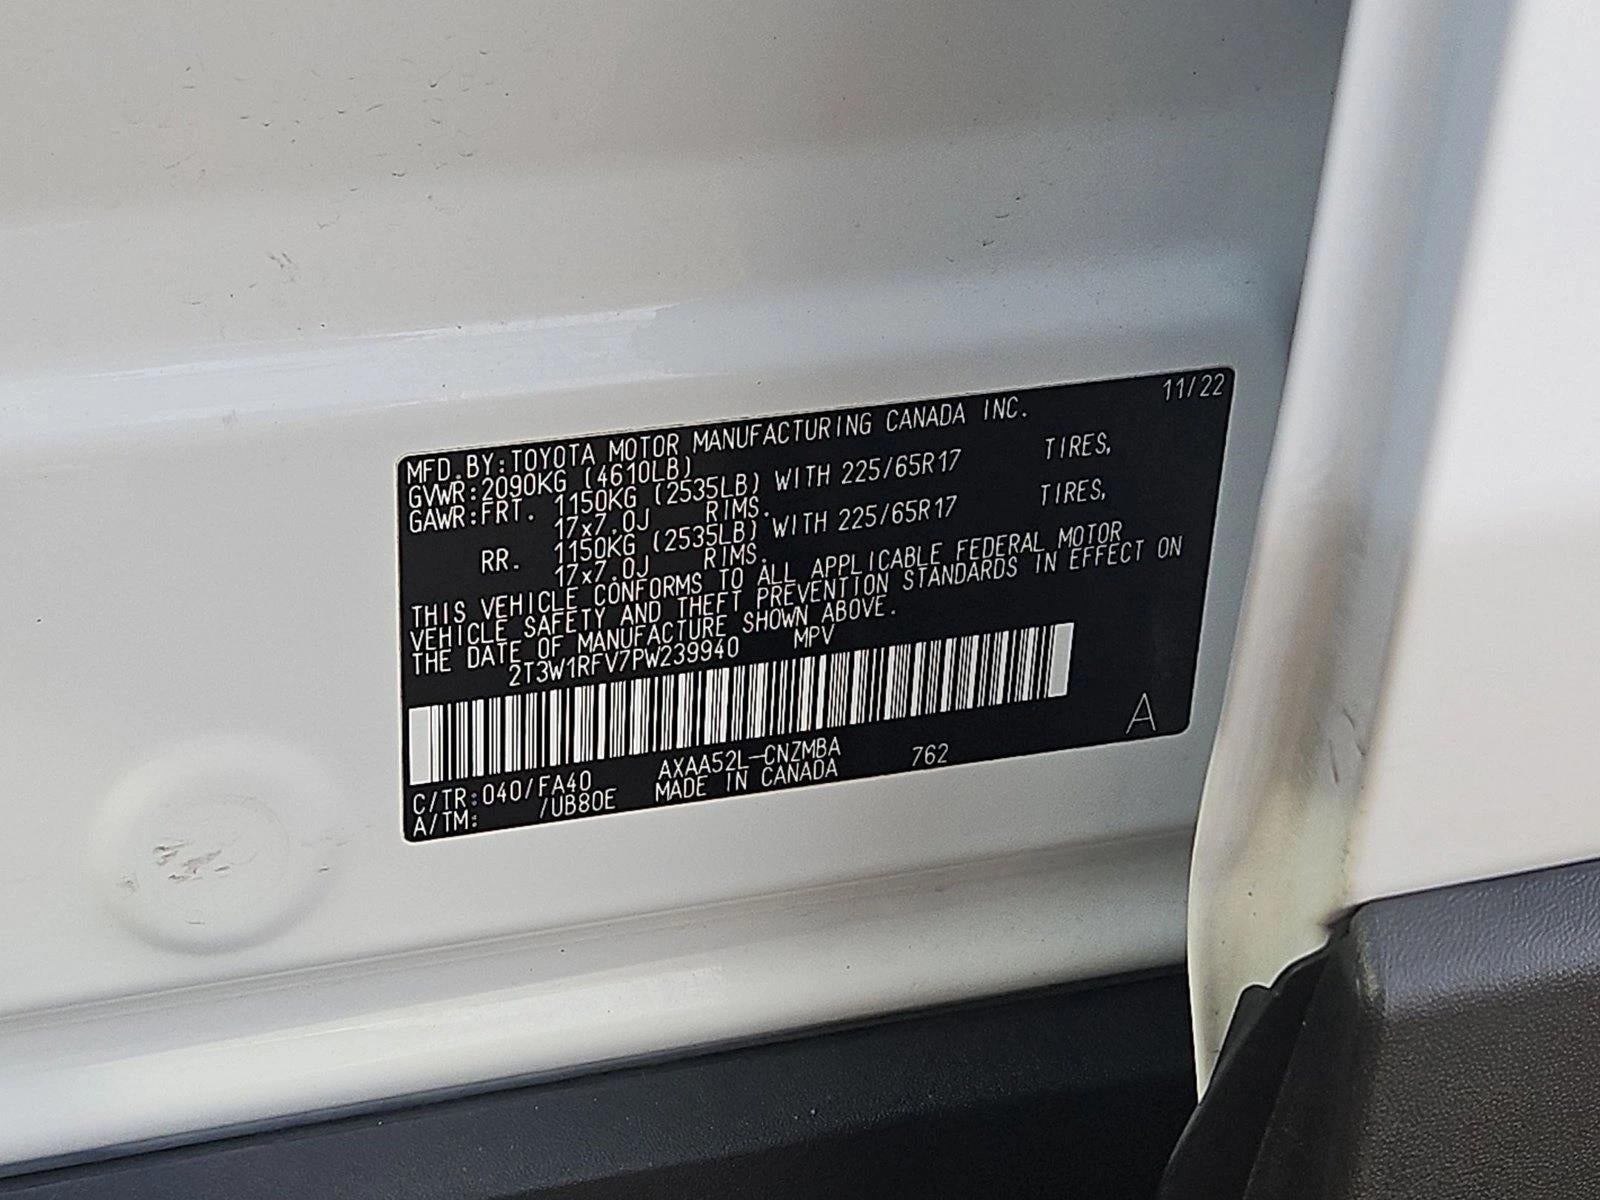 11/22
MFD.BY:TOYOTA MOTOR MANUFACTURING CANADA INC.
GVWR:2090KG (4610LB)
GAWR:FRT. 1150KG (2535LB) WITH 225/65R17 TIRES,
17x7.0J RIMS.
RR. 1150KG (2535LB) WITH 225/65R17 TIRES,
17x7.0J RIMS.
THIS VEHICLE CONFORMS TO ALL APPLICABLE FEDERAL MOTOR
VEHICLE SAFETY AND THEFT PREVENTION STANDARDS IN EFFECT ON
THE DATE OF MANUFACTURE SHOWN ABOVE.
2T3W1RFV7PW239940 MPV
A
C/TR:040/FA40 AXAA52L-CNZMBA 762
A/TM: /UB80E MADE IN CANADA